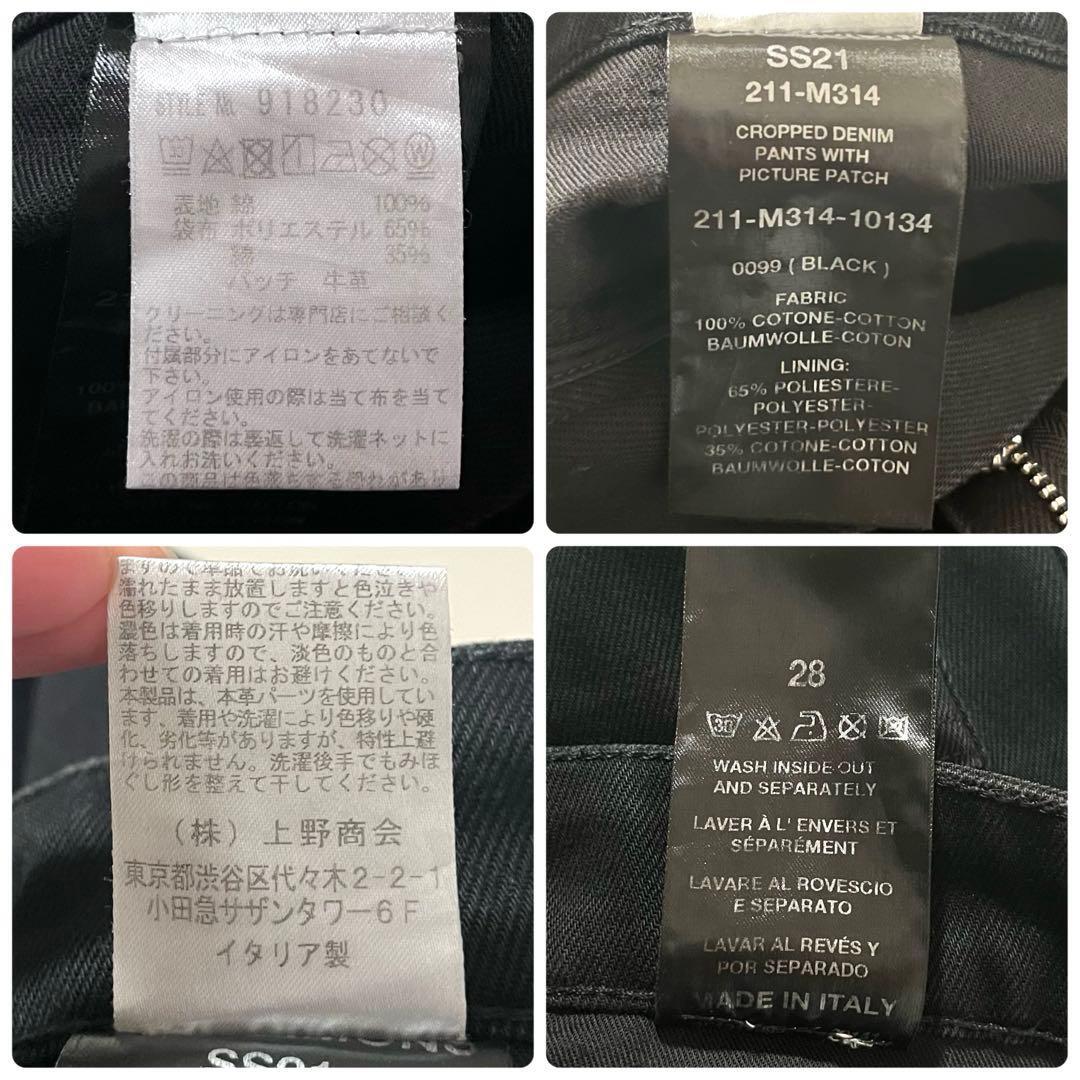 STYLE No. 918230
表地 綿 100%
袋布 ポリエステル 65%
綿 35%
パッチ 牛革
クリーニングは専門店にご相談く
ださい。
付属部分にアイロンをあてないで
下さい。
アイロン使用の際は当て布を当て
てください。
洗濯の際は裏返して洗濯ネットに
入れお洗いください。
の商品は色落ちする
SS21
211-M314
CROPPED DENIM
PANTS WITH
PICTURE PATCH
211-M314-10134
0099 ( BLACK )
FABRIC
100% COTONE-COTTON
BAUMWOLLE-COTON
LINING:
65% POLIESTERE-
POLYESTER-
POLYESTER-POLYESTER
35% COTONE-COTTON
BAUMWOLLE-COTON
濡れたまま放置しますと色泣きや
色移りしますのでご注意ください。
濃色は着用時の汗や摩擦により色
落ちしますので、淡色のものと合
わせての着用はお避けください。
本製品は、本革パーツを使用してい
ます、着用や洗濯により色移りや硬
化、劣化等がありますが、特性上避
けられません。洗濯後手でもみほ
ぐし形を整えて干してください。
(株) 上野商会
東京都渋谷区代々木2-2-1
小田急サザンタワー6F
イタリア製
SS21
28
30
WASH INSIDE OUT
AND SEPARATELY
LAVER À L' ENVERS ET
SÉPARÉMENT
LAVARE AL ROVESCIO
E SEPARATO
LAVAR AL REVÉS Y
POR SEPARADO
MADE IN ITALY